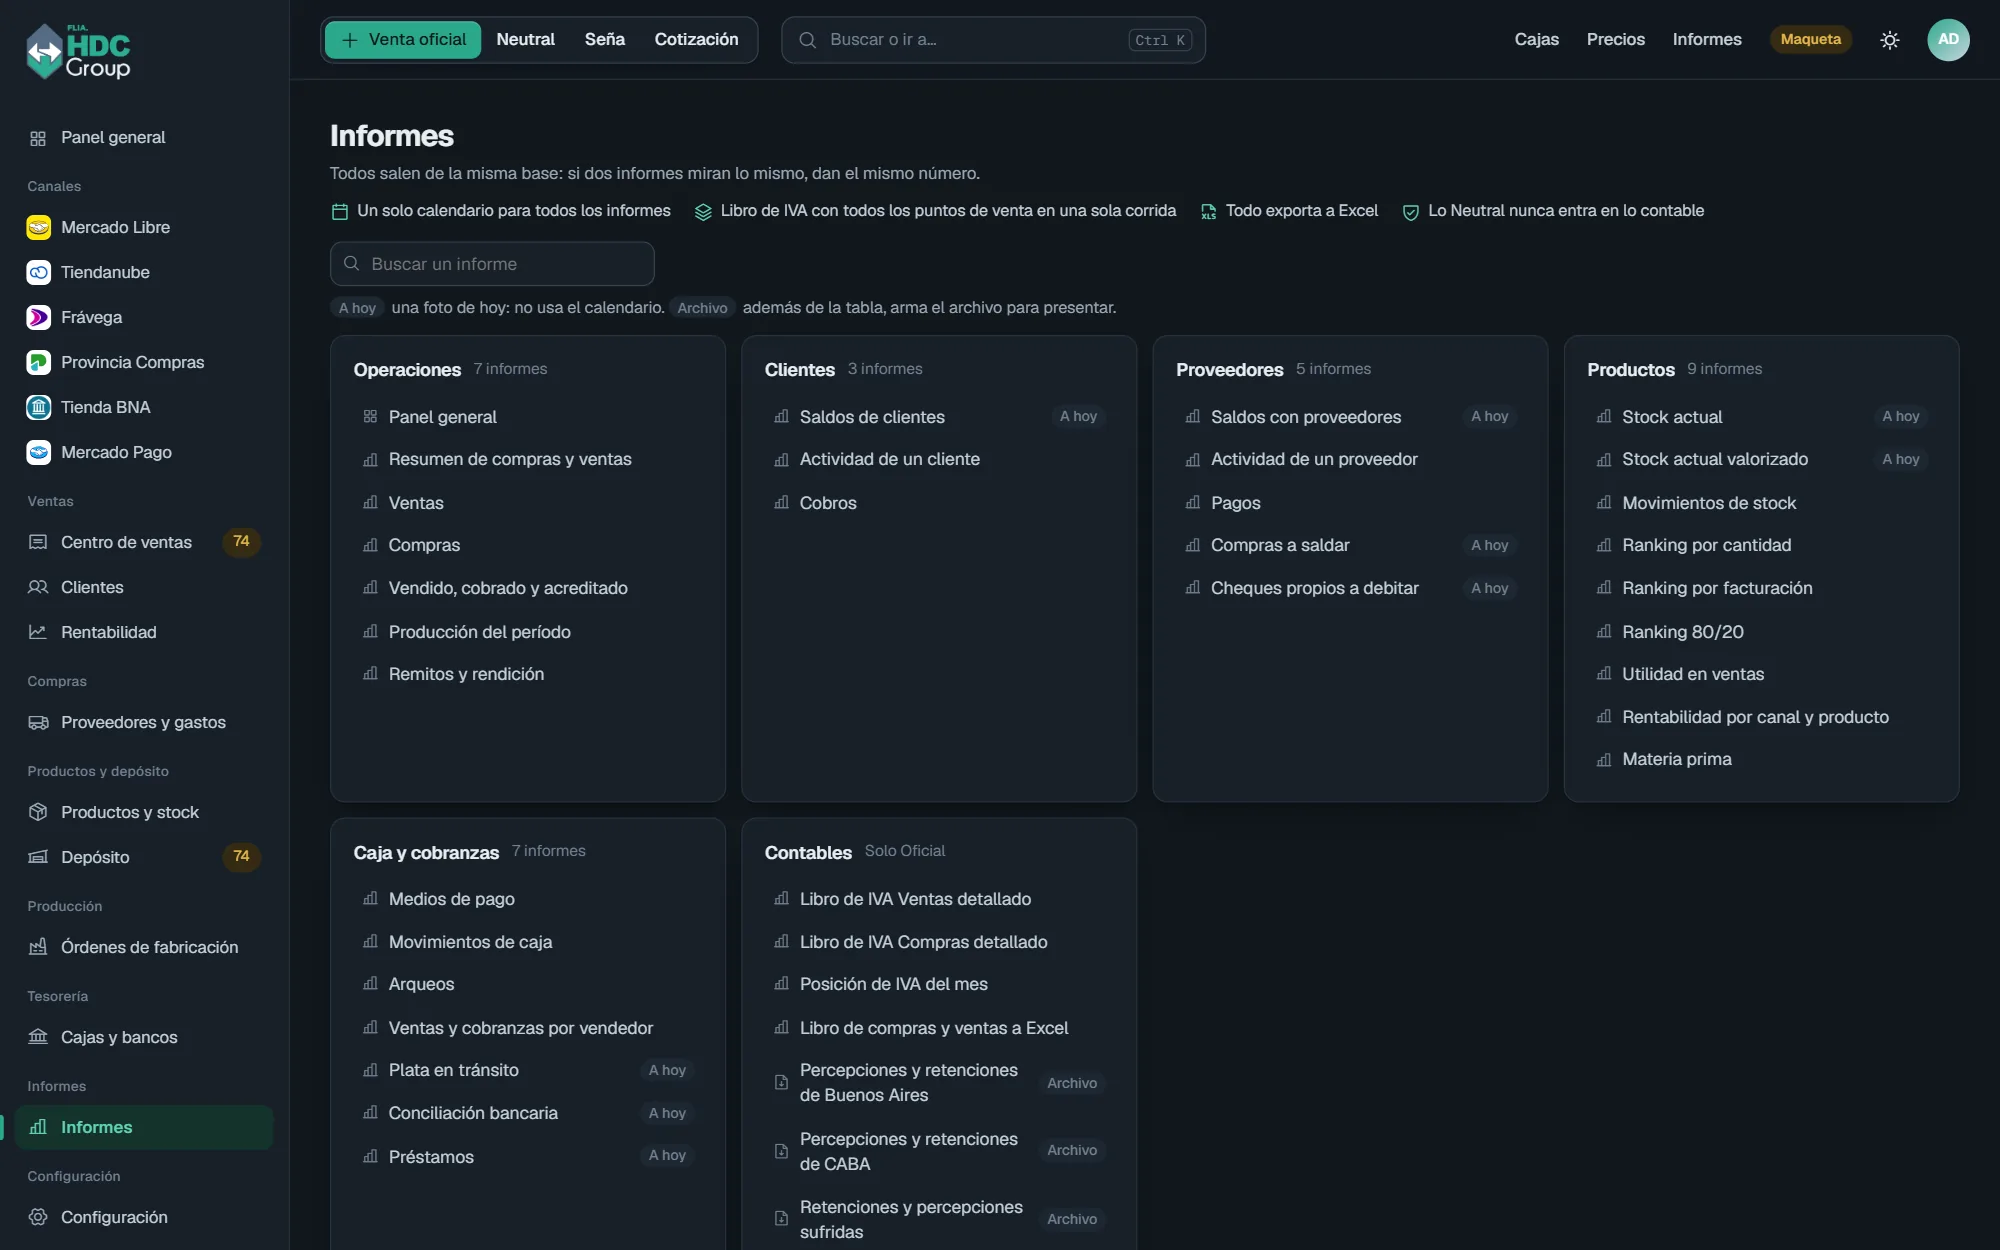 FLIA.
HDC
Group
Venta oficial
Neutral
Seña
Cotización
Buscar o ir a...
Ctrl K
Cajas
Precios
Informes
Maqueta
AD
Panel general
Canales
Mercado Libre
Tiendanube
Frávega
Provincia Compras
Tienda BNA
Mercado Pago
Ventas
Centro de ventas 74
Clientes
Rentabilidad
Compras
Proveedores y gastos
Productos y depósito
Productos y stock
Depósito 74
Producción
Órdenes de fabricación
Tesorería
Cajas y bancos
Informes
Informes
Configuración
Configuración
Informes
Todos salen de la misma base: si dos informes miran lo mismo, dan el mismo número.
Un solo calendario para todos los informes
Libro de IVA con todos los puntos de venta en una sola corrida
XLS
Todo exporta a Excel
Lo Neutral nunca entra en lo contable
Buscar un informe
A hoy una foto de hoy: no usa el calendario. Archivo además de la tabla, arma el archivo para presentar.
Operaciones 7 informes
Panel general
Resumen de compras y ventas
Ventas
Compras
Vendido, cobrado y acreditado
Producción del período
Remitos y rendición
Clientes 3 informes
Saldos de clientes A hoy
Actividad de un cliente
Cobros
Proveedores 5 informes
Saldos con proveedores A hoy
Actividad de un proveedor
Pagos
Compras a saldar A hoy
Cheques propios a debitar A hoy
Productos 9 informes
Stock actual A hoy
Stock actual valorizado A hoy
Movimientos de stock
Ranking por cantidad
Ranking por facturación
Ranking 80/20
Utilidad en ventas
Rentabilidad por canal y producto
Materia prima
Caja y cobranzas 7 informes
Medios de pago
Movimientos de caja
Arqueos
Ventas y cobranzas por vendedor
Plata en tránsito A hoy
Conciliación bancaria A hoy
Préstamos A hoy
Contables Solo Oficial
Libro de IVA Ventas detallado
Libro de IVA Compras detallado
Posición de IVA del mes
Libro de compras y ventas a Excel
Percepciones y retenciones
de Buenos Aires
Archivo
Percepciones y retenciones
de CABA
Archivo
Retenciones y percepciones
sufridas
Archivo